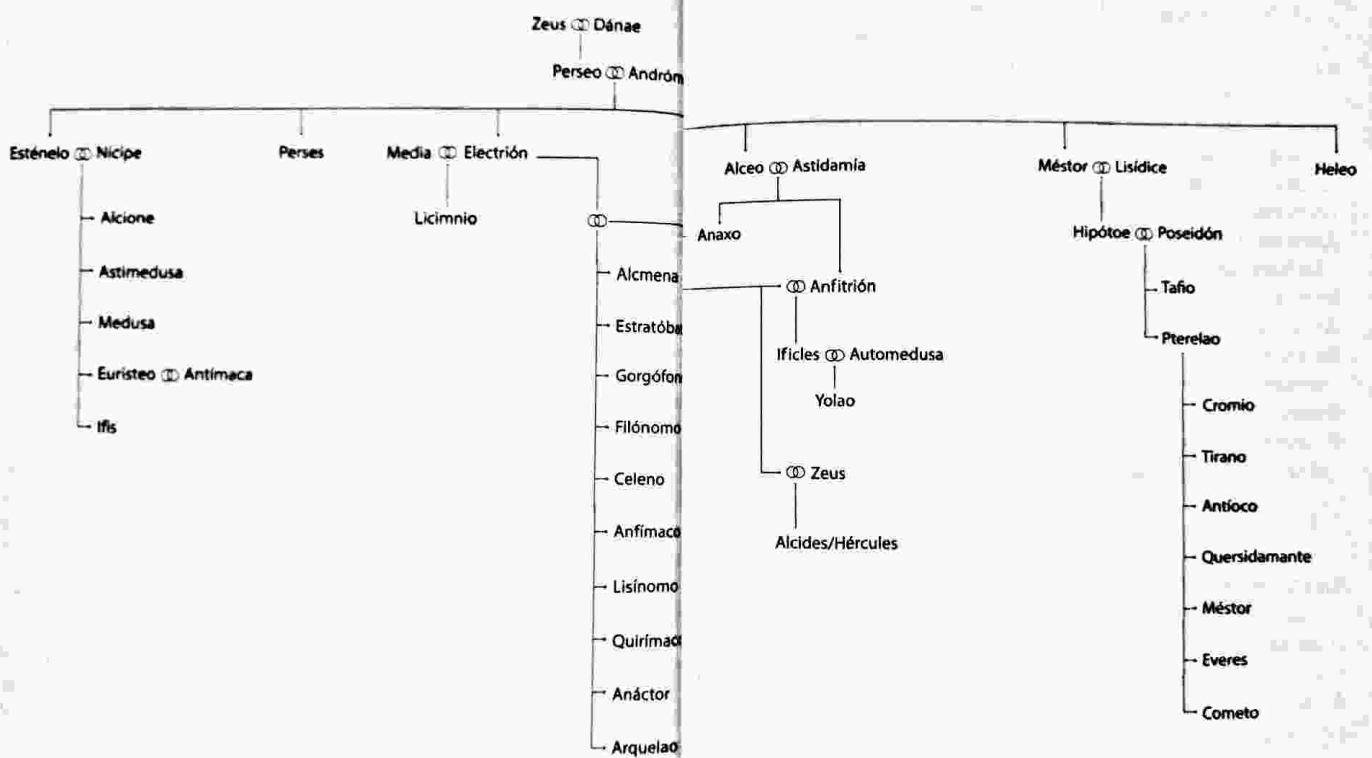 Zeus ⚭ Dánae
Perseo ⚭ Andróm
Esténelo ⚭ Nícipe
Perses
Media ⚭ Electrión
Alceo ⚭ Astidamía
Méstor ⚭ Lisídice
Heleo
Alcione
Astimedusa
Medusa
Euristeo ⚭ Antímaca
Ifis
Licimnio
⚭
Alcmena
Estratóba
Gorgófon
Filónomo
Celeno
Anfímaco
Lisínomo
Quirímaco
Anáctor
Arquelao
Anaxo
⚭ Anfitrión
Ificles ⚭ Automedusa
Yolao
⚭ Zeus
Alcides/Hércules
Hipótoe ⚭ Poseidón
Tafio
Pterelao
Cromio
Tirano
Antíoco
Quersidamante
Méstor
Everes
Cometo